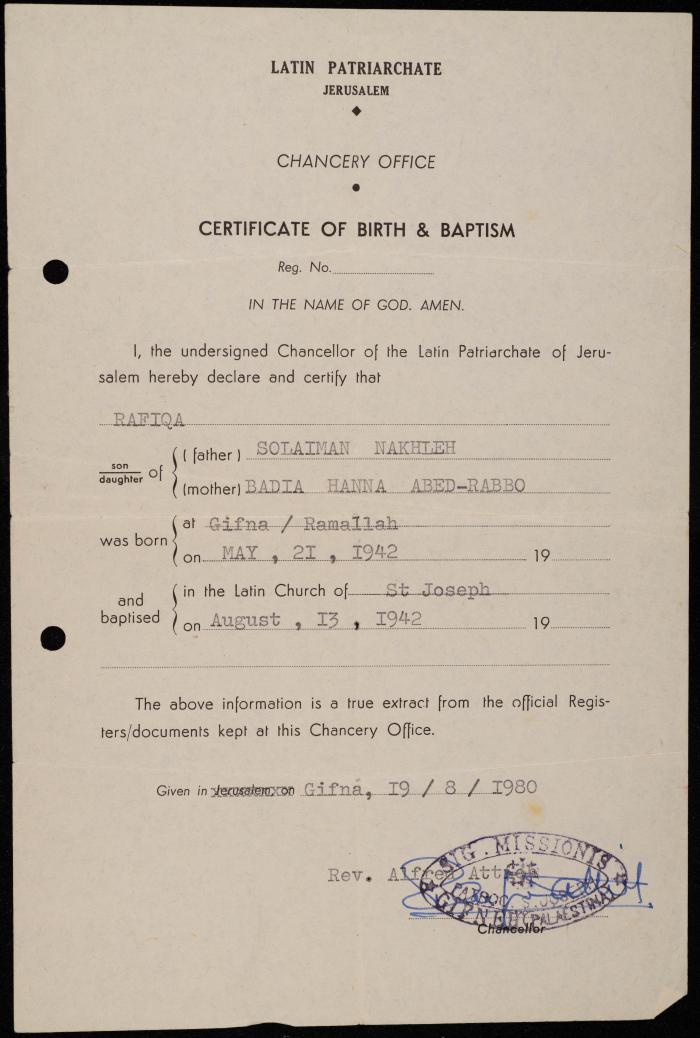 LATIN PATRIARCHATE
JERUSALEM
CHANCERY OFFICE
CERTIFICATE OF BIRTH & BAPTISM
Reg. No.
IN THE NAME OF GOD. AMEN.
I, the undersigned Chancellor of the Latin Patriarchate of Jeru-
salem hereby declare and certify that
RAFIQA
son
daughter of
(father) SOLAIMAN NAKHLEH
(mother) BADIA HANNA ABED-RABBO
was born
at Gifna / Ramallah
on MAY , 2I , I942 19
and
baptised
in the Latin Church of St Joseph
on August , I3 , I942 19
The above information is a true extract from the official Regis-
ters/documents kept at this Chancery Office.
Given in Jerusalem, on Gifna, I9 / 8 / I980
SIG. MISSIONIS
Rev. Alfred
(PALAESTINA)
Chancellor